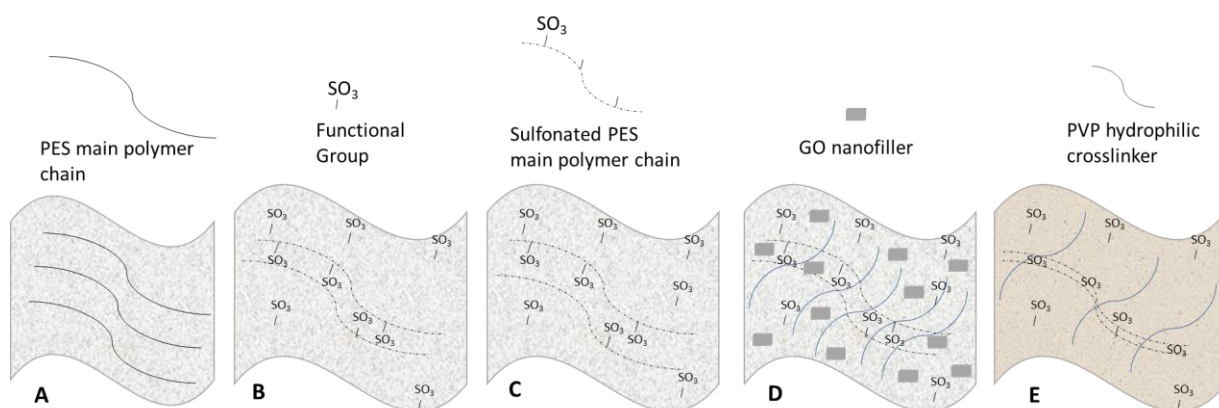 SO3
SO3
PES main polymer
chain
Functional
Group
Sulfonated PES
main polymer chain
GO nanofiller
PVP hydrophilic
crosslinker
SO3 SO3 SO3
SO3 SO3
SO3 SO3
SO3
A B SO3
SO3 SO3 SO3
SO3 SO3
SO3 SO3
SO3 SO3
C SO3
SO3 SO3 SO3
SO3 SO3
SO3 SO3
SO3
D SO3
SO3 SO3 SO3
SO3
SO3 SO3
SO3
E SO3